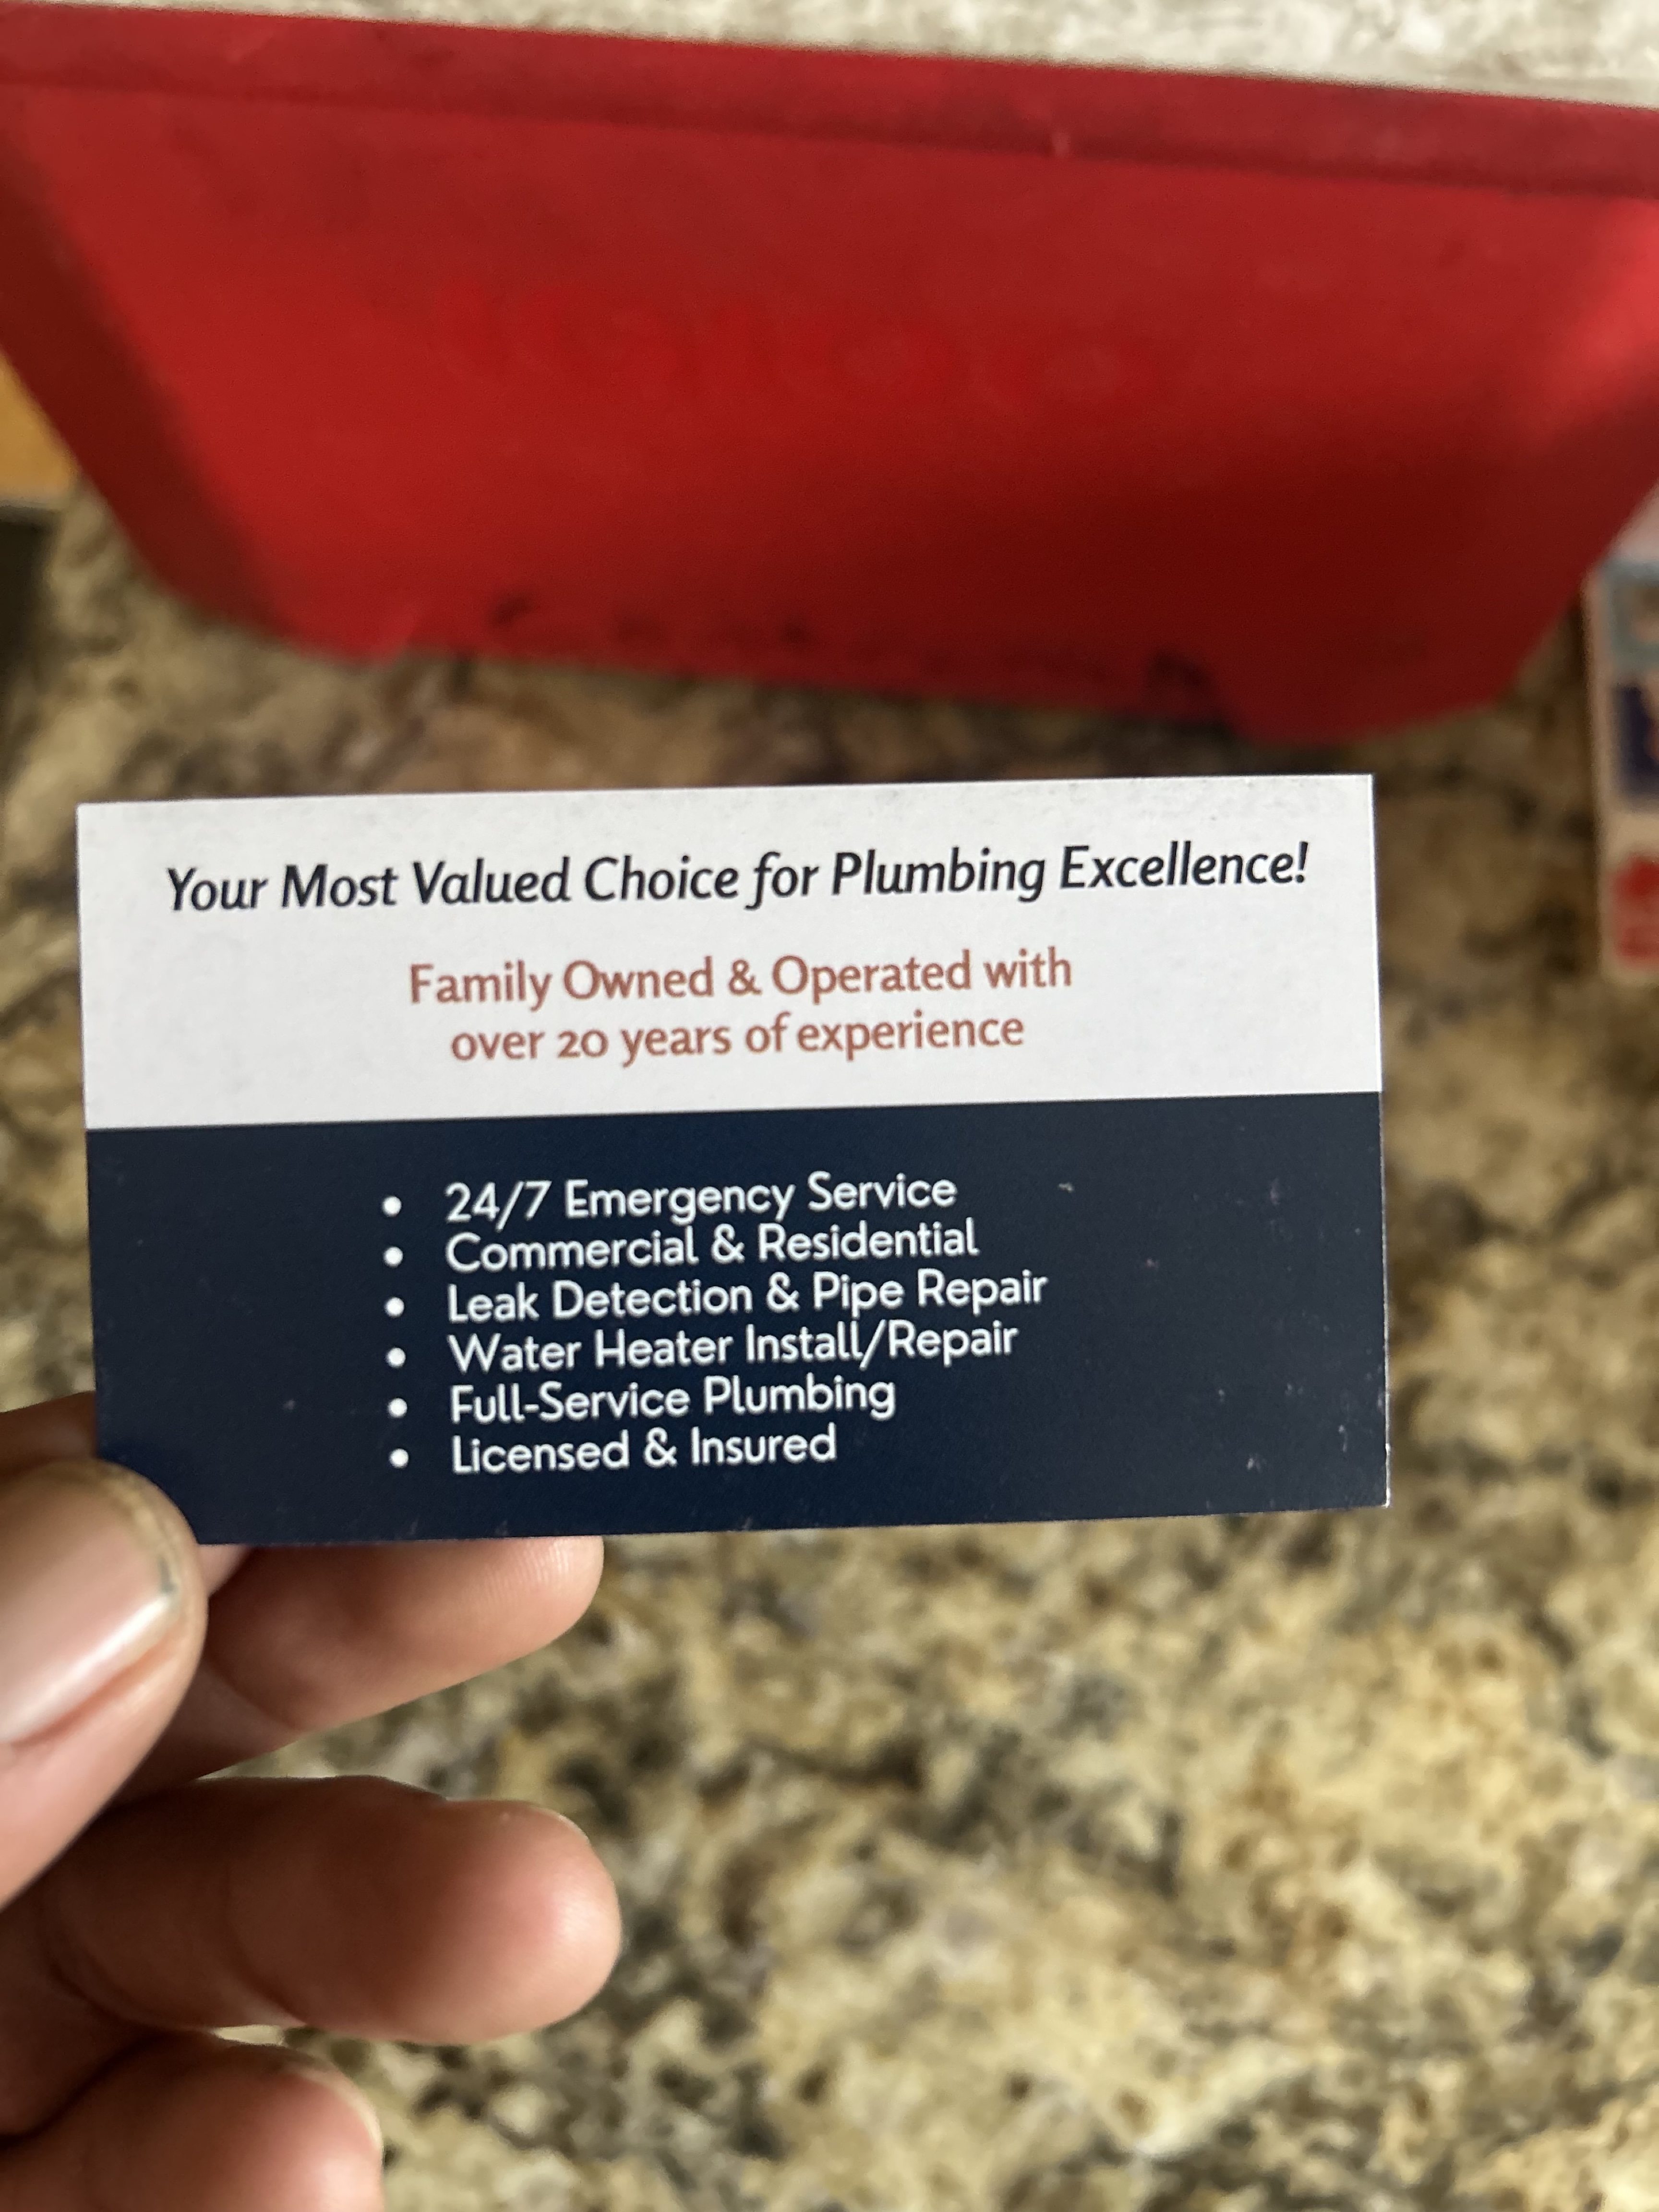 Your Most Valued Choice for Plumbing Excellence!
Family Owned & Operated with
over 20 years of experience
• 24/7 Emergency Service
• Commercial & Residential
• Leak Detection & Pipe Repair
• Water Heater Install/Repair
• Full-Service Plumbing
• Licensed & Insured